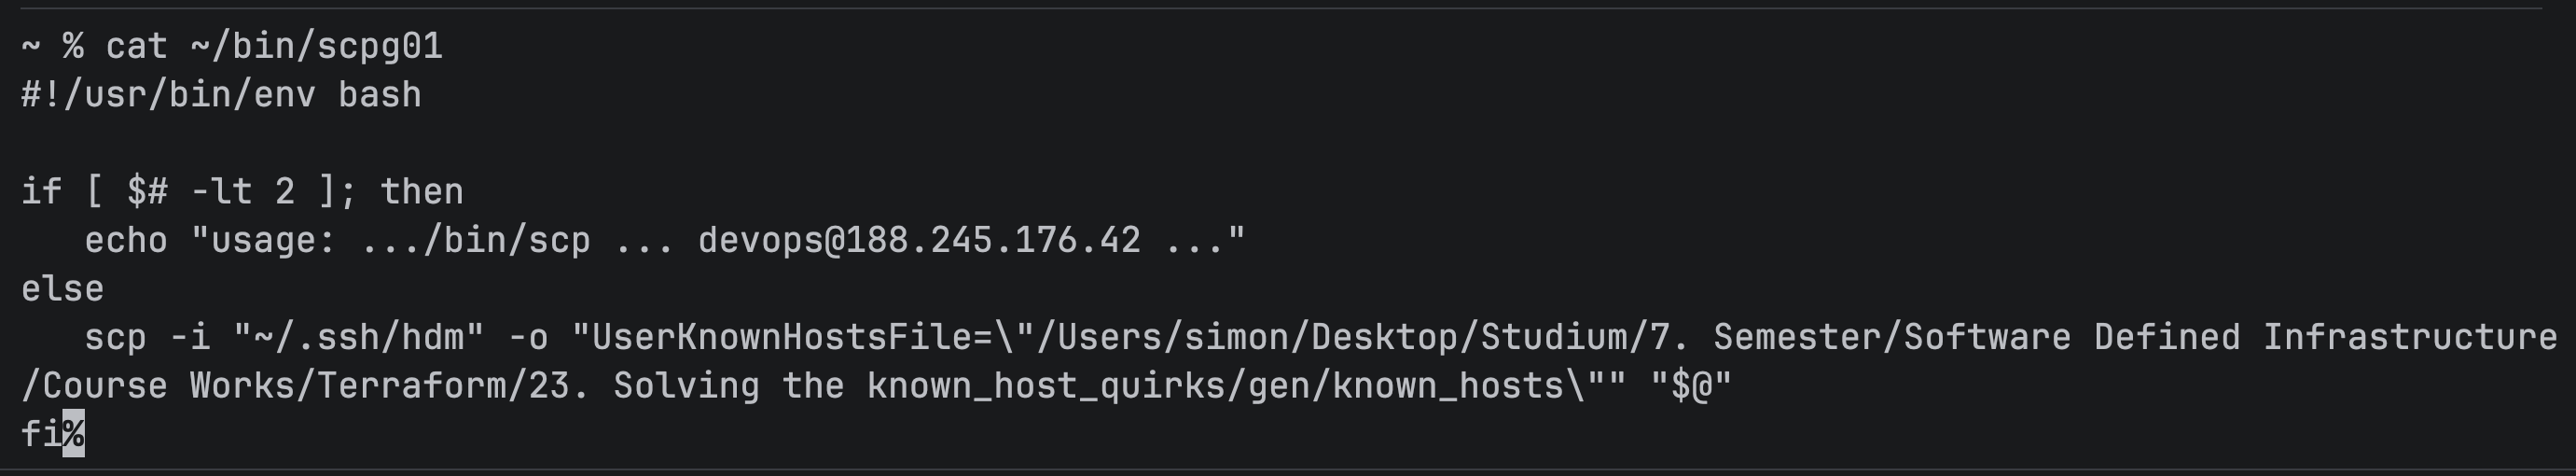 ~ % cat ~/bin/scpg01
#!/usr/bin/env bash

if [ $# -lt 2 ]; then
   echo "usage: .../bin/scp ... devops@188.245.176.42 ..."
else
   scp -i "~/.ssh/hdm" -o "UserKnownHostsFile=\"/Users/simon/Desktop/Studium/7. Semester/Software Defined Infrastructure
/Course Works/Terraform/23. Solving the known_host_quirks/gen/known_hosts\"" "$@"
fi%